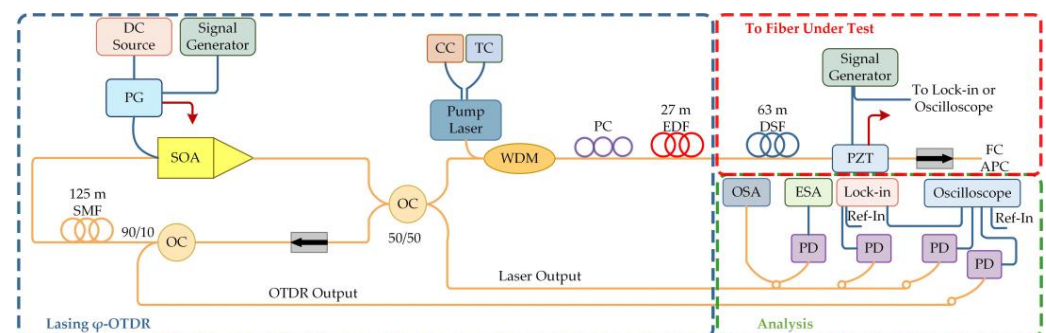 DC
Source
Signal
Generator
PG
SOA
125 m
SMF
90/10
OC
OTDR Output
Lasing φ-OTDR
CC
TC
Pump
Laser
WDM
PC
27 m
EDF
OC
50/50
Laser Output
To Fiber Under Test
Signal
Generator
To Lock-in or
Oscilloscope
63 m
DSF
PZT
FC
APC
OSA
ESA
Lock-in
Oscilloscope
Ref-In
Ref-In
PD
PD
PD
PD
Analysis